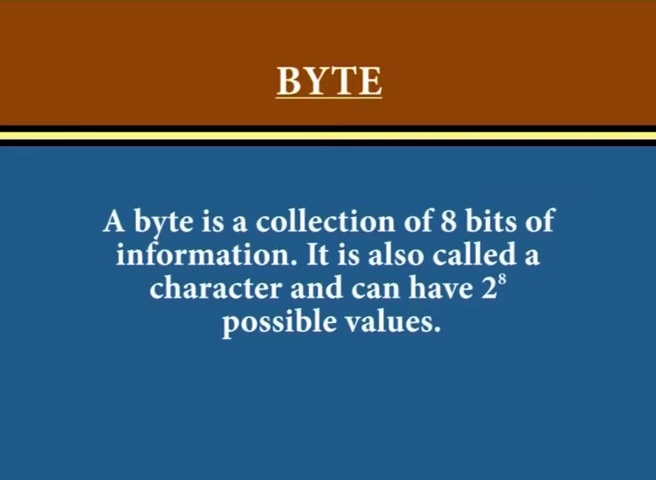 BYTE
A byte is a collection of 8 bits of
information. It is also called a
character and can have 2⁸
possible values.